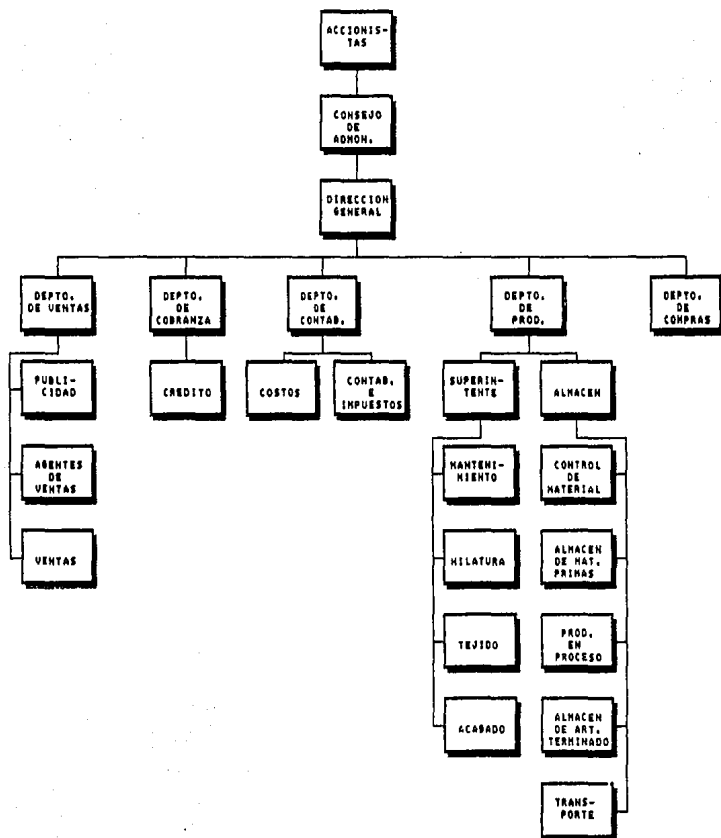 ACCIONIS-
TAS
CONSEJO
DE
ADMON.
DIRECCION
GENERAL
DEPTO.
DE VENTAS
DEPTO.
DE
COBRANZA
DEPTO.
DE
CONTAB.
DEPTO.
DE
PROD.
DEPTO.
DE
COMPRAS
PUBLI-
CIDAD
CREDITO
COSTOS
CONTAB.
E
IMPUESTOS
SUPERIN-
TENTE
ALMACEN
AGENTES
DE
VENTAS
MANTENI-
MIENTO
CONTROL
DE
MATERIAL
VENTAS
HILATURA
ALMACEN
DE MAT.
PRIMAS
TEJIDO
PROD.
EN
PROCESO
ACABADO
ALMACEN
DE ART.
TERMINADO
TRANS-
PORTE